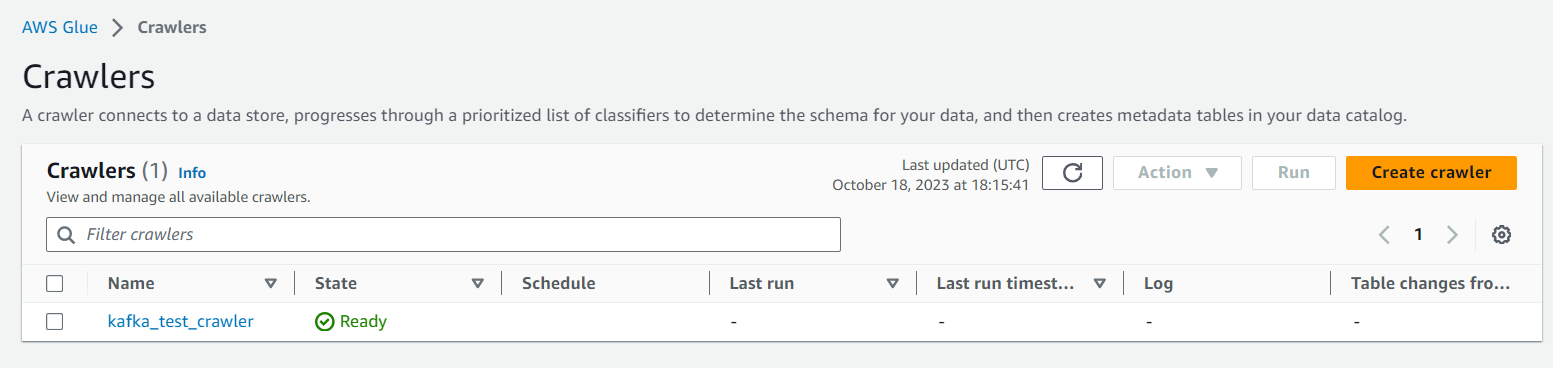 AWS Glue > Crawlers
Crawlers
A crawler connects to a data store, progresses through a prioritized list of classifiers to determine the schema for your data, and then creates metadata tables in your data catalog.
Crawlers (1) Info
View and manage all available crawlers.
Last updated (UTC)
October 18, 2023 at 18:15:41
Action
Run
Create crawler
Filter crawlers
1
Name State Schedule Last run Last run timest... Log Table changes fro...
kafka_test_crawler Ready - - - -